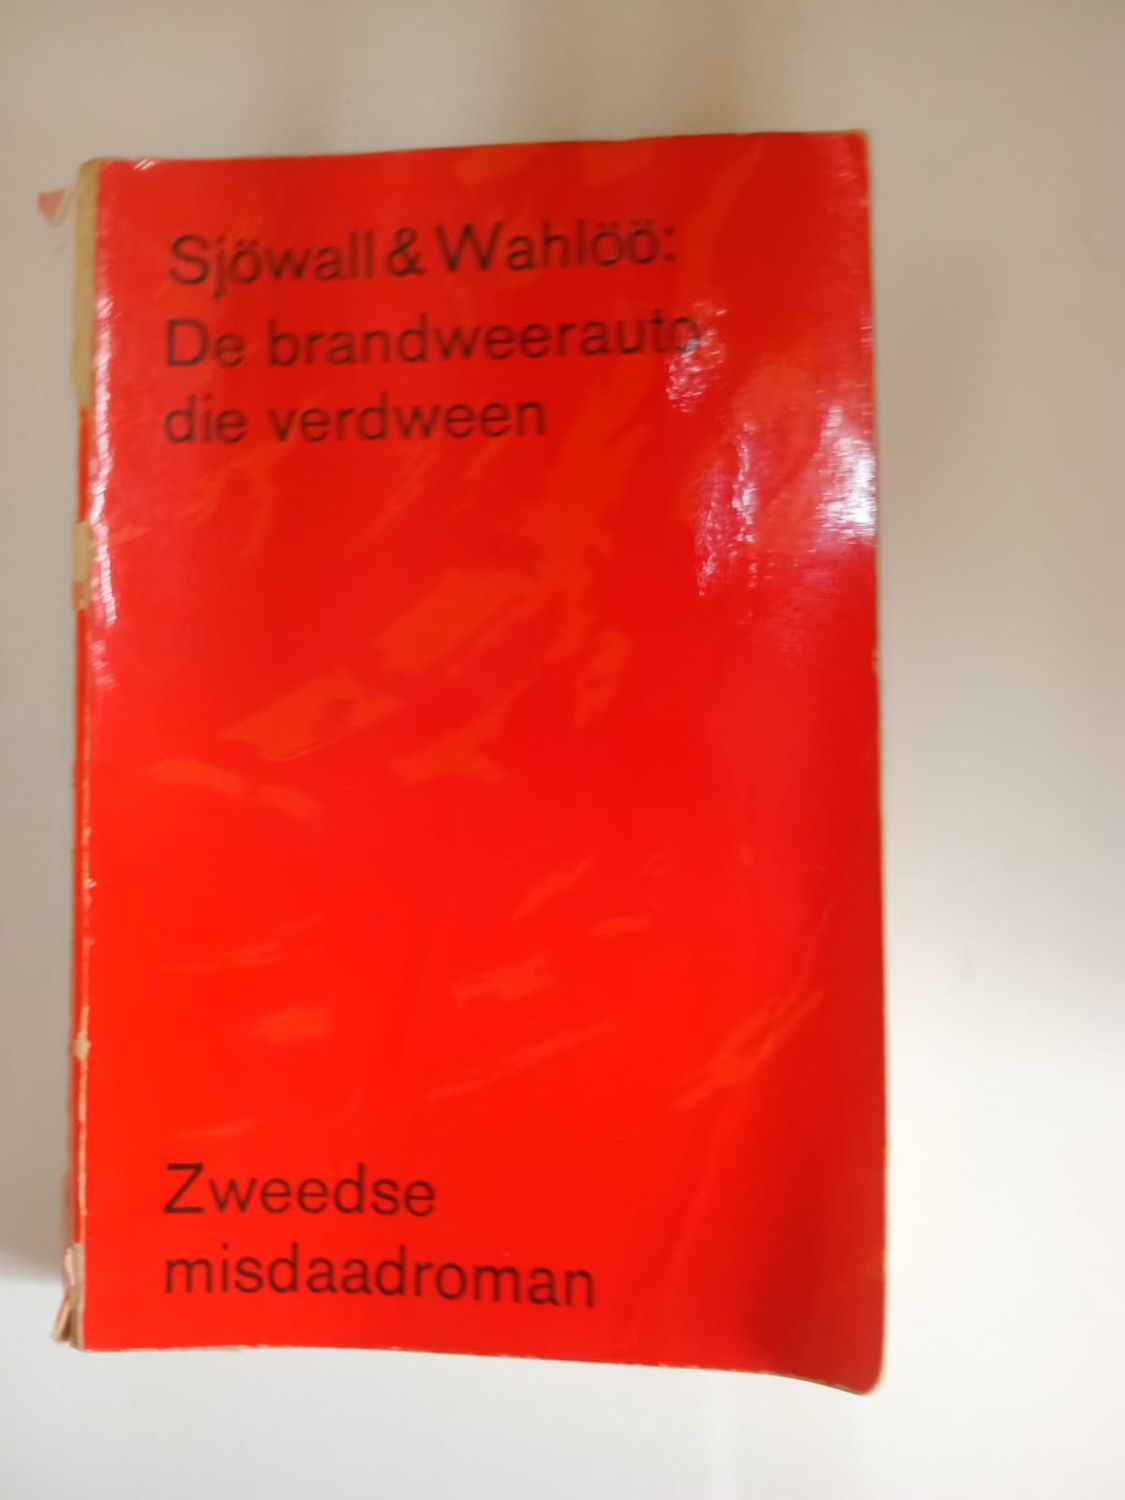 Sjöwall & Wahlöö:
De brandweerauto
die verdween
Zweedse
misdaadroman